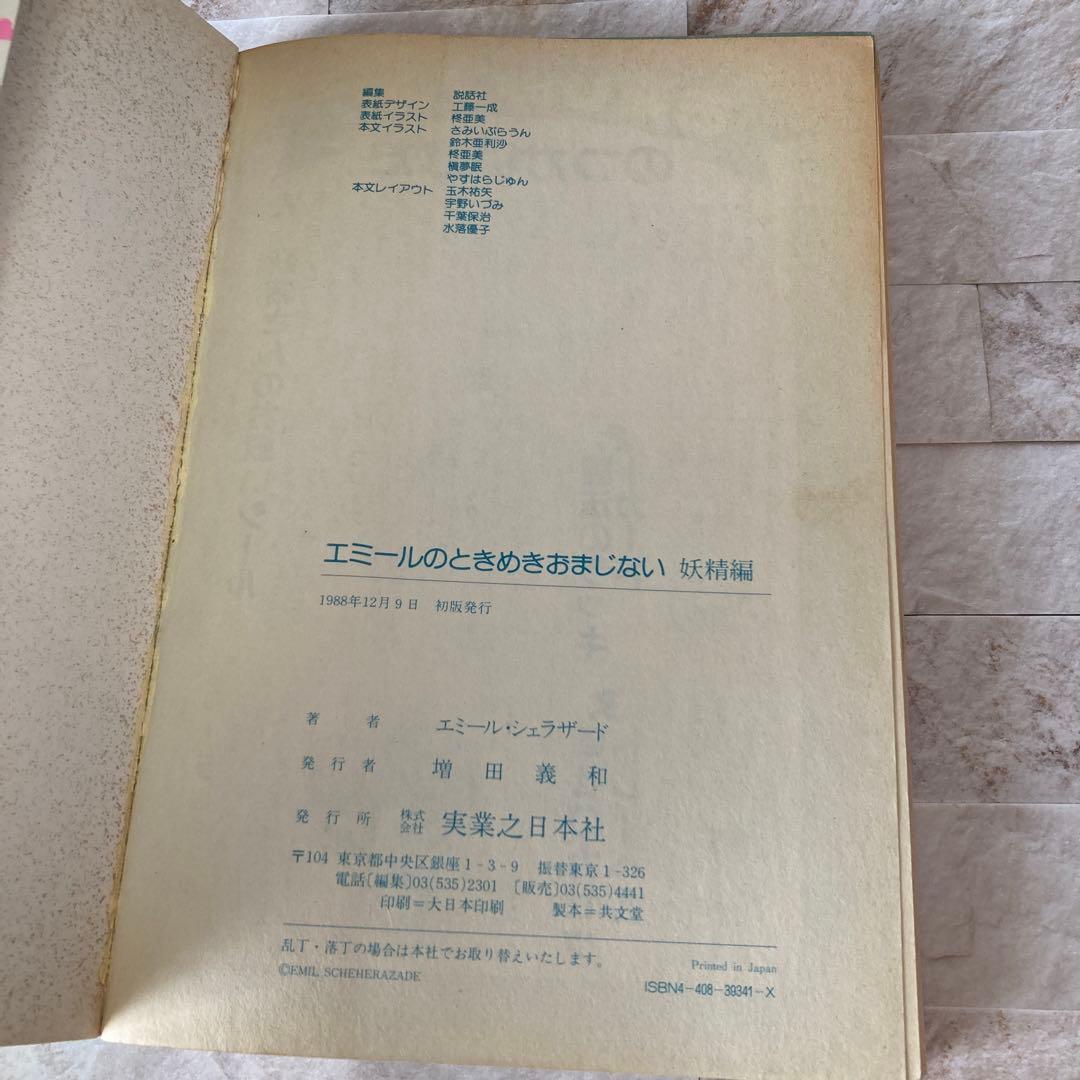 編集 説話社
表紙デザイン 工藤一成
表紙イラスト 柊亜美
本文イラスト さみいぶらうん
鈴木亜利沙
柊亜美
槇夢眠
やすはらじゅん
本文レイアウト 玉木祐矢
宇野いづみ
千葉保治
水落優子
エミールのときめきおまじない 妖精編
1988年12月9日 初版発行
著者 エミール・シェラザード
発行者 増田義和
発行所 株式会社 実業之日本社
〒104 東京都中央区銀座1-3-9 振替東京1-326
電話〔編集〕03(535)2301 〔販売〕03(535)4441
印刷=大日本印刷 製本=共文堂
乱丁・落丁の場合は本社でお取り替えいたします。
©EMIL SCHEHERAZADE
Printed in Japan
ISBN4-408-39341-X